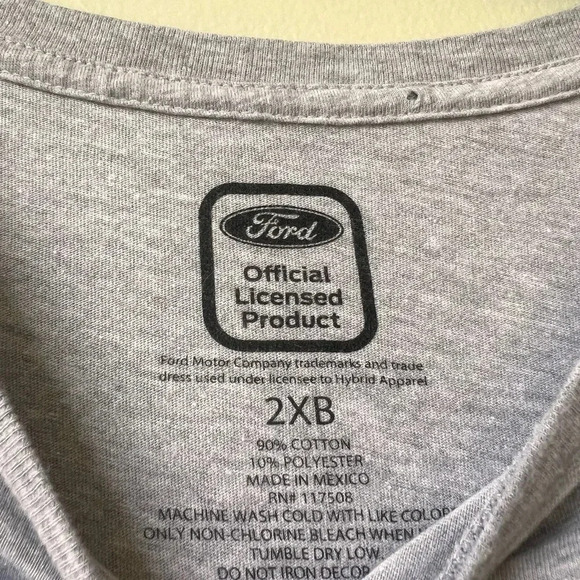 Ford
Official
Licensed
Product
Ford Motor Company trademarks and trade
dress used under licensee to Hybrid Apparel
2XB
90% COTTON
10% POLYESTER
MADE IN MEXICO
RN# 117508
MACHINE WASH COLD WITH LIKE COLOR
ONLY NON-CHLORINE BLEACH WHEN
TUMBLE DRY LOW
DO NOT IRON DECOR